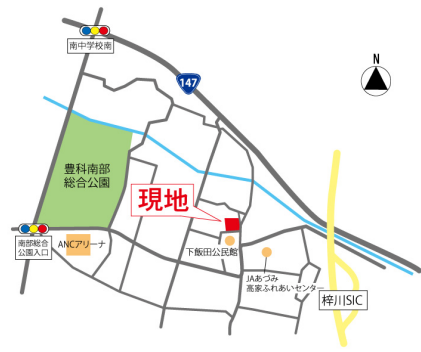 南中学校南
147
N
豊科南部
総合公園
現地
南部総合
公園入口
ANCアリーナ
下飯田公民館
JAあづみ
高家ふれあいセンター
梓川SIC